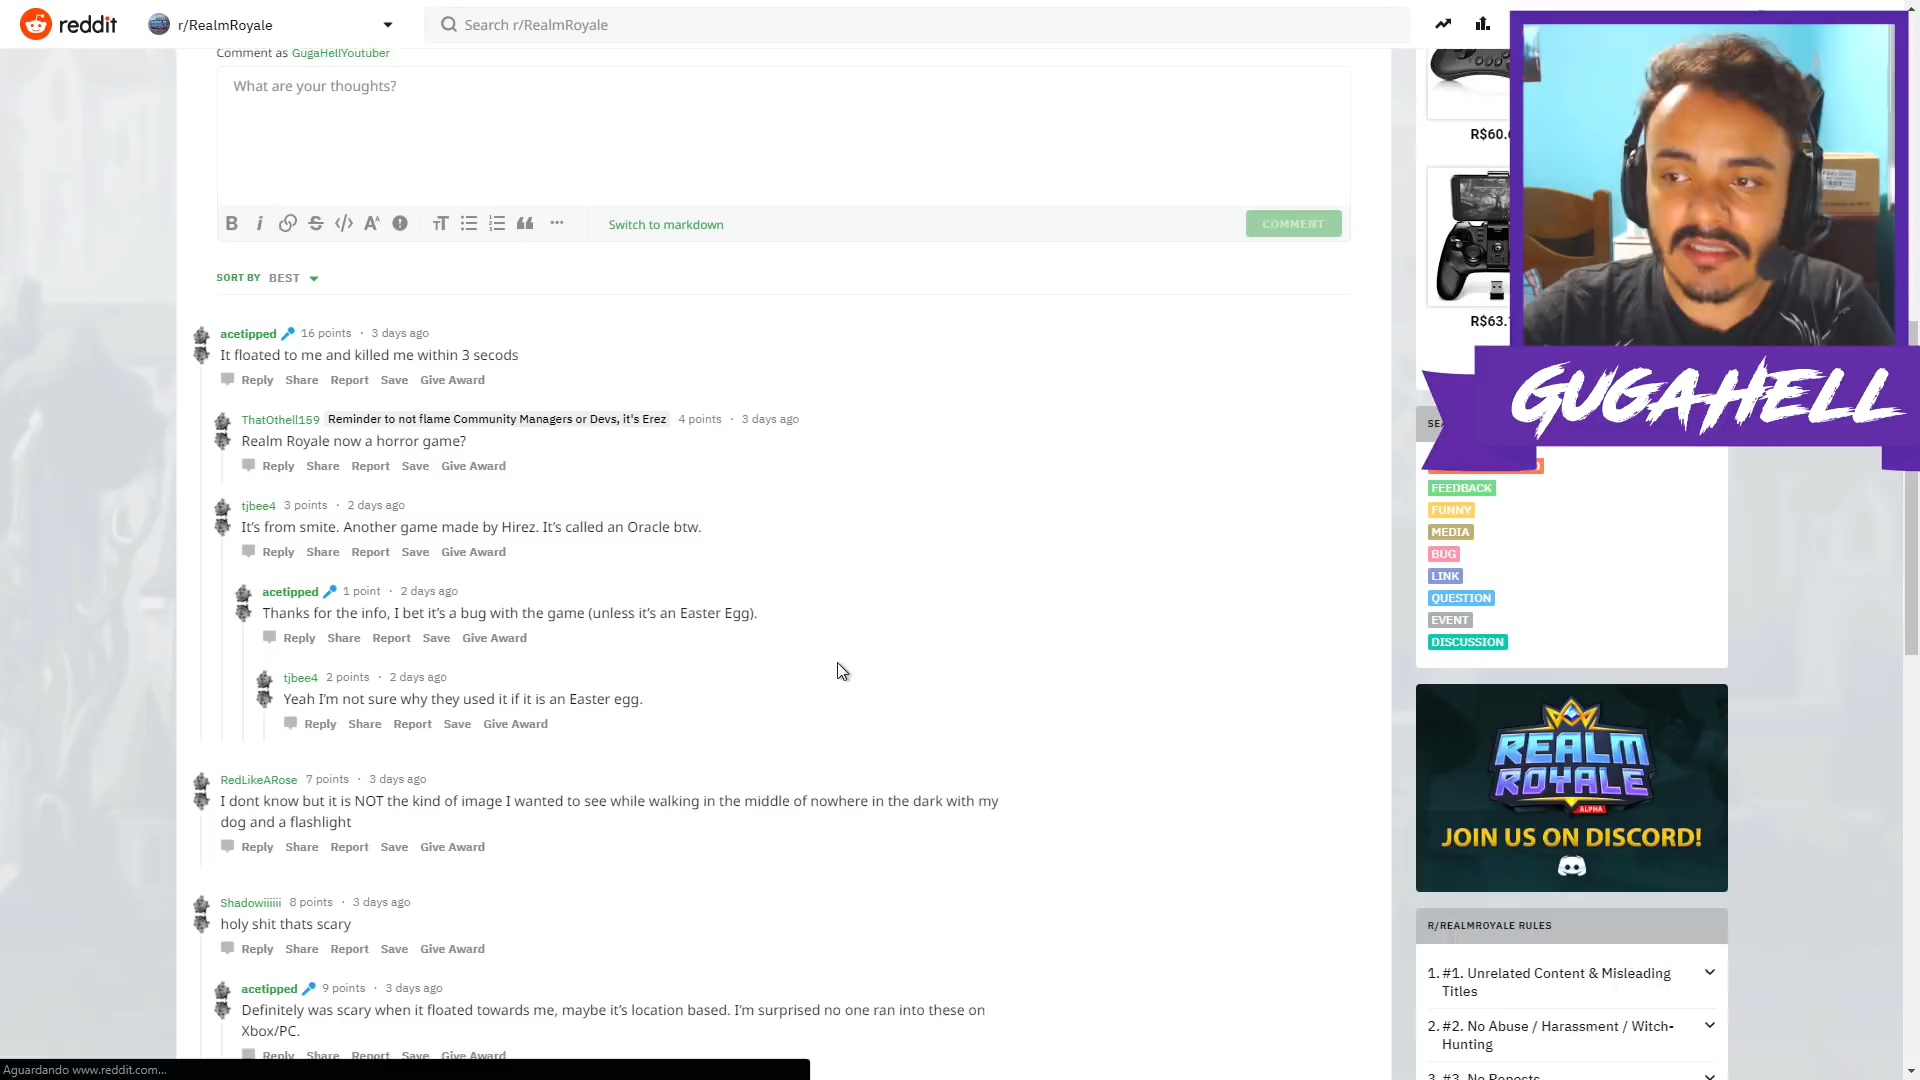 reddit
r/RealmRoyale
Search r/RealmRoyale
Comment as GugaHellYoutuber
What are your thoughts?
Switch to markdown
COMMENT
SORT BY BEST
acetipped 16 points · 3 days ago
It floated to me and killed me within 3 secods
Reply Share Report Save Give Award
ThatOthell159 Reminder to not flame Community Managers or Devs, it's Erez 4 points · 3 days ago
Realm Royale now a horror game?
Reply Share Report Save Give Award
tjbee4 3 points · 2 days ago
It's from smite. Another game made by Hirez. It's called an Oracle btw.
Reply Share Report Save Give Award
acetipped 1 point · 2 days ago
Thanks for the info, I bet it's a bug with the game (unless it's an Easter Egg).
Reply Share Report Save Give Award
tjbee4 2 points · 2 days ago
Yeah I'm not sure why they used it if it is an Easter egg.
Reply Share Report Save Give Award
RedLikeARose 7 points · 3 days ago
I dont know but it is NOT the kind of image I wanted to see while walking in the middle of nowhere in the dark with my
dog and a flashlight
Reply Share Report Save Give Award
Shadowiiiiii 8 points · 3 days ago
holy shit thats scary
Reply Share Report Save Give Award
acetipped 9 points · 3 days ago
Definitely was scary when it floated towards me, maybe it's location based. I'm surprised no one ran into these on
Xbox/PC.
Reply Share Report Save Give Award
Aguardando www.reddit.com...
GUGAHELL
FEEDBACK
FUNNY
MEDIA
BUG
LINK
QUESTION
EVENT
DISCUSSION
REALM
ROYALE
ALPHA
JOIN US ON DISCORD!
R/REALMROYALE RULES
1. #1. Unrelated Content & Misleading
Titles
2. #2. No Abuse / Harassment / Witch-
Hunting
3. #3. No Reposts